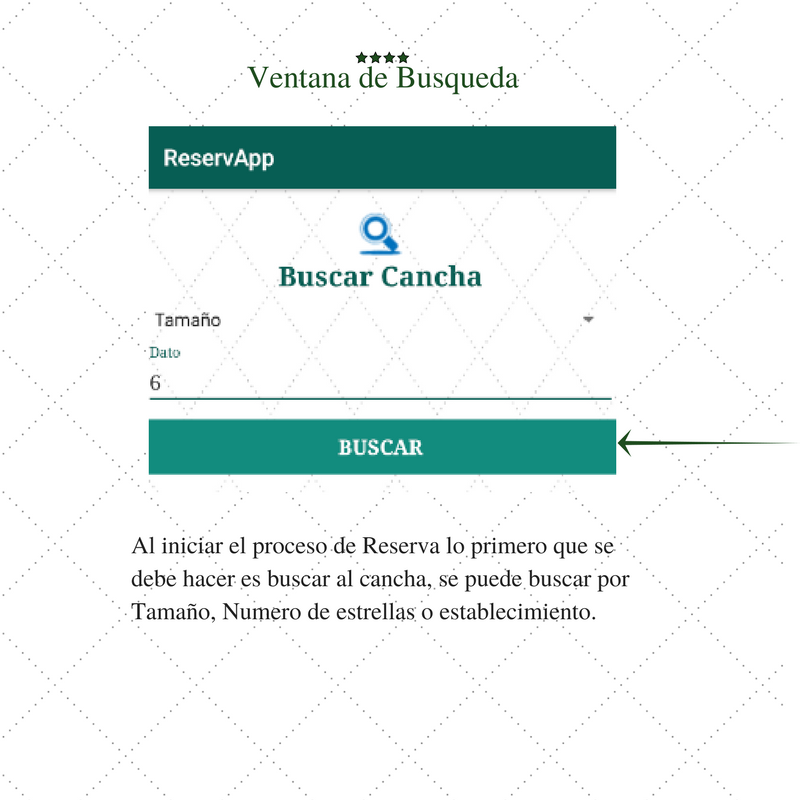 Ventana de Busqueda
ReservApp
Buscar Cancha
Tamaño
Dato
6
BUSCAR
Al iniciar el proceso de Reserva lo primero que se
debe hacer es buscar al cancha, se puede buscar por
Tamaño, Numero de estrellas o establecimiento.